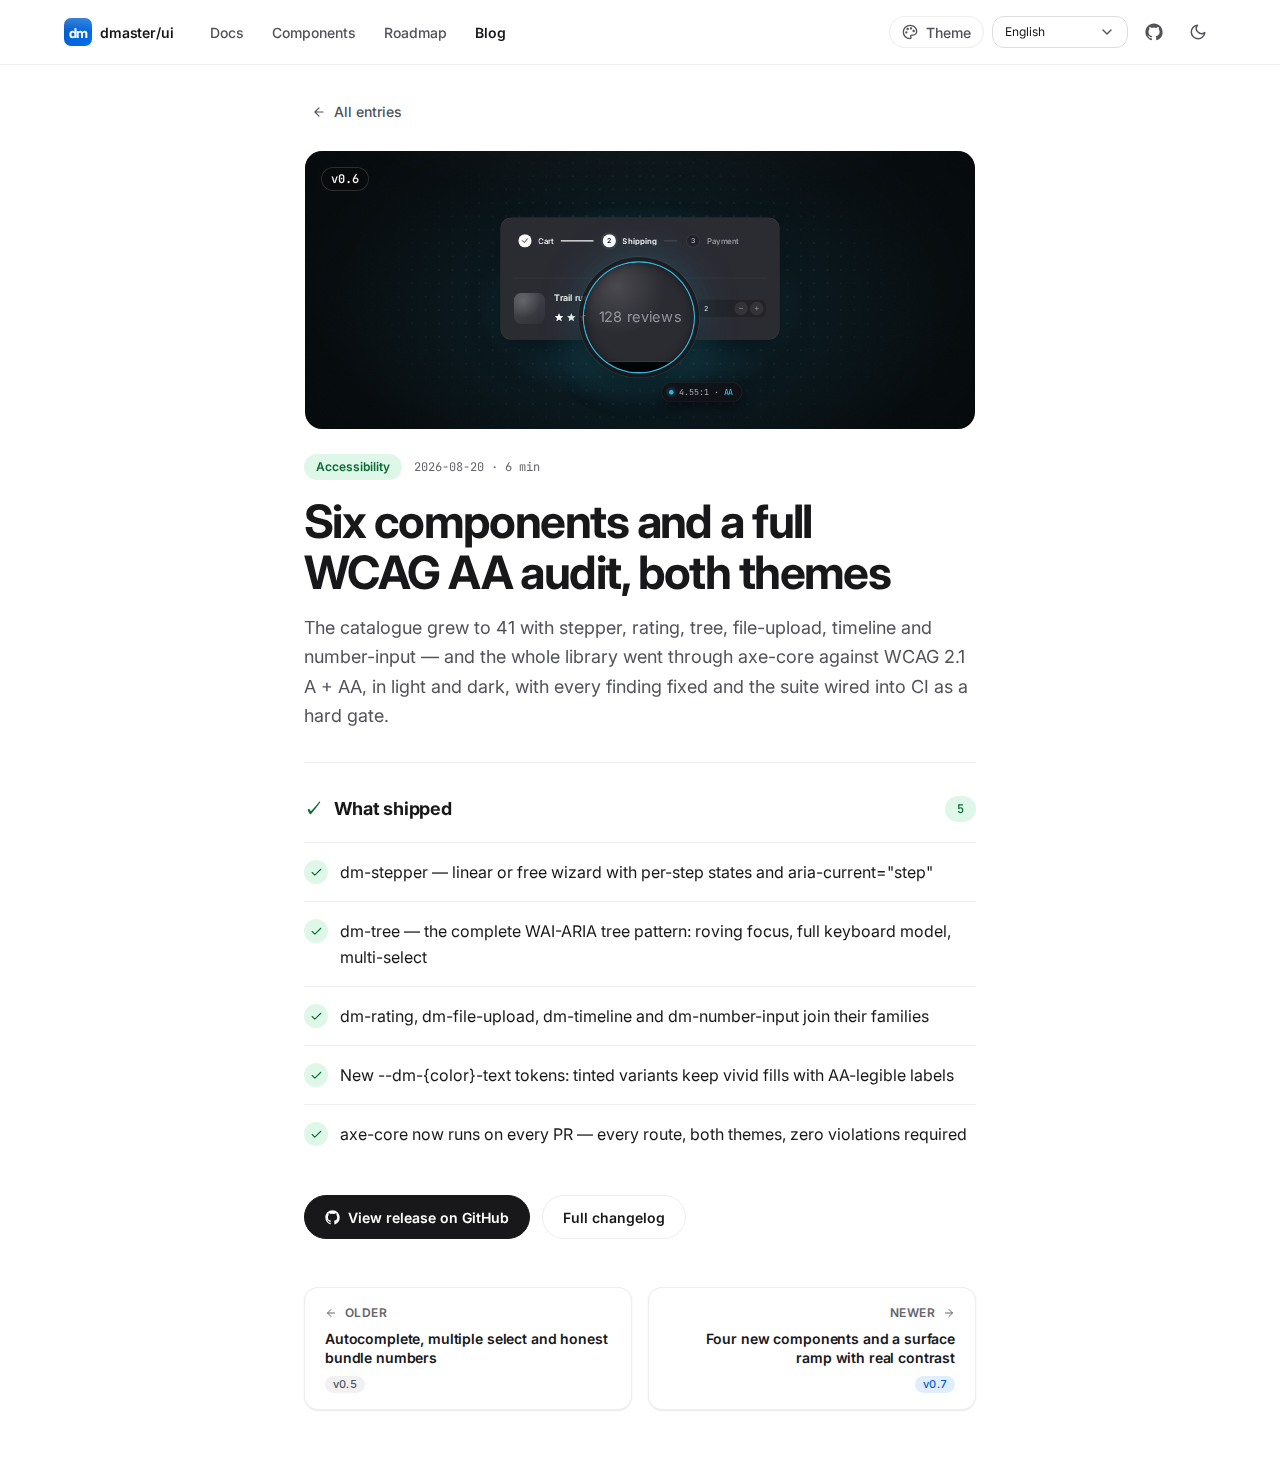 dm dmaster/ui Docs Components Roadmap Blog Theme English
All entries
v0.6
Cart 2 Shipping 3 Payment
Trail ru
128 reviews
2 − +
4.55:1 · AA
Accessibility 2026-08-20 · 6 min
Six components and a full
WCAG AA audit, both themes
The catalogue grew to 41 with stepper, rating, tree, file-upload, timeline and
number-input — and the whole library went through axe-core against WCAG 2.1
A + AA, in light and dark, with every finding fixed and the suite wired into CI as a
hard gate.
What shipped 5
dm-stepper — linear or free wizard with per-step states and aria-current="step"
dm-tree — the complete WAI-ARIA tree pattern: roving focus, full keyboard model,
multi-select
dm-rating, dm-file-upload, dm-timeline and dm-number-input join their families
New --dm-{color}-text tokens: tinted variants keep vivid fills with AA-legible labels
axe-core now runs on every PR — every route, both themes, zero violations required
View release on GitHub Full changelog
OLDER
Autocomplete, multiple select and honest
bundle numbers
v0.5
NEWER
Four new components and a surface
ramp with real contrast
v0.7